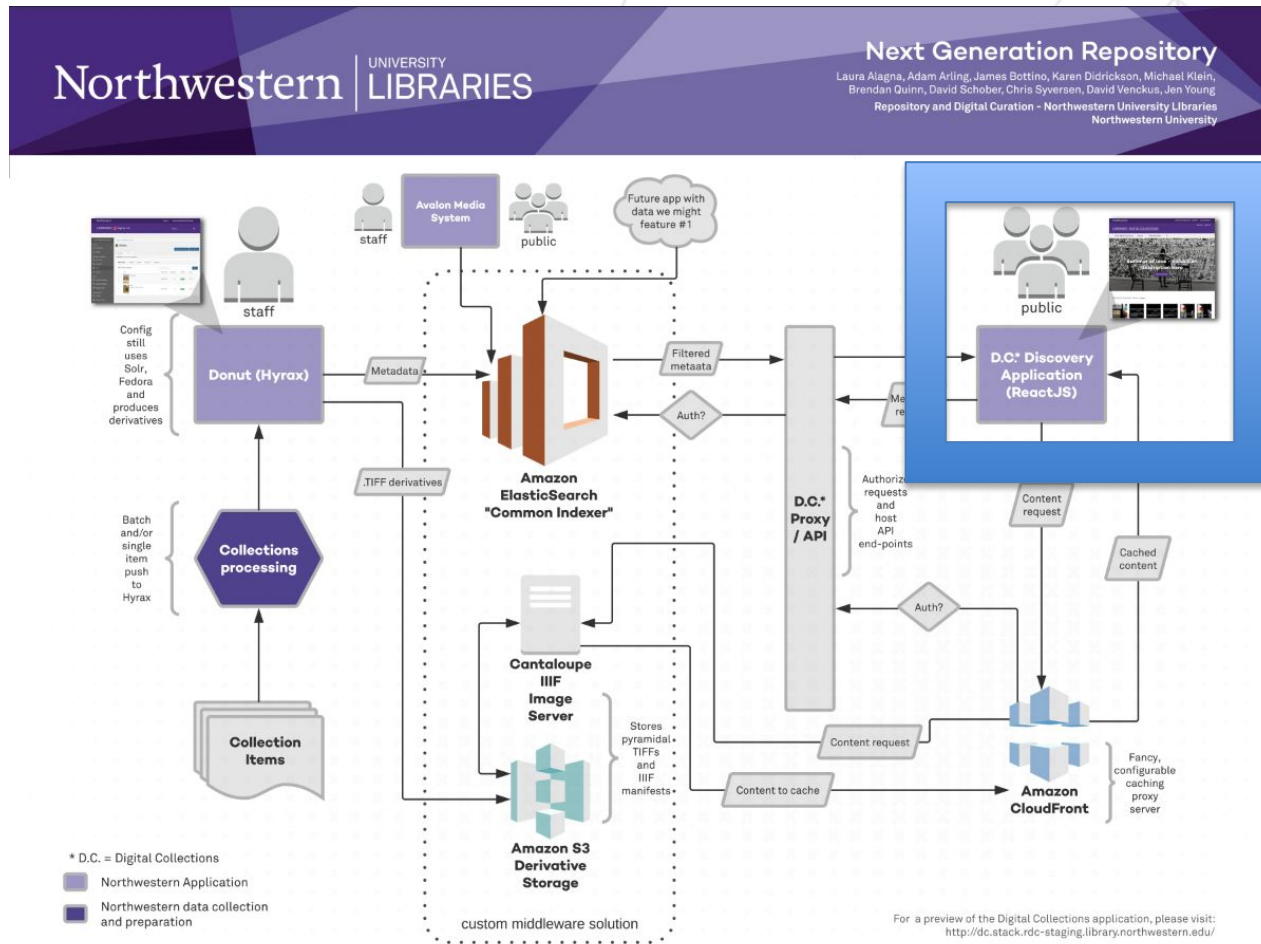 Northwestern
UNIVERSITY
LIBRARIES
Next Generation Repository
Laura Alagna, Adam Arling, James Bottino, Karen Didrickson, Michael Klein,
Brendan Quinn, David Schober, Chris Syversen, David Venckus, Jen Young
Repository and Digital Curation - Northwestern University LIbraries
Northwestern University
staff
Avalon Media
System
public
Future app with
data we might
feature #1
staff
public
Config
still
uses
Solr,
Fedora
and
produces
derivatives
Donut (Hyrax)
Metadata
Filtered
metaata
Auth?
D.C.* Discovery
Application
(ReactJS)
.TIFF derivatives
Amazon
ElasticSearch
"Common Indexer"
D.C.*
Proxy
/ API
Authorize
requests
and
host
API
end-points
Content
request
Cached
content
Batch
and/or
single
item
push
to
Hyrax
Collections
processing
Auth?
Cantaloupe
IIIF
Image
Server
Collection
Items
Stores
pyramidal
TIFFs
and
IIIF
manifests
Content request
Content to cache
Amazon
CloudFront
Fancy,
configurable
caching
proxy
server
Amazon S3
Derivative
Storage
* D.C. = Digital Collections
Northwestern Application
Northwestern data collection
and preparation
custom middleware solution
For a preview of the Digital Collections application, please visit:
http://dc.stack.rdc-staging.library.northwestern.edu/